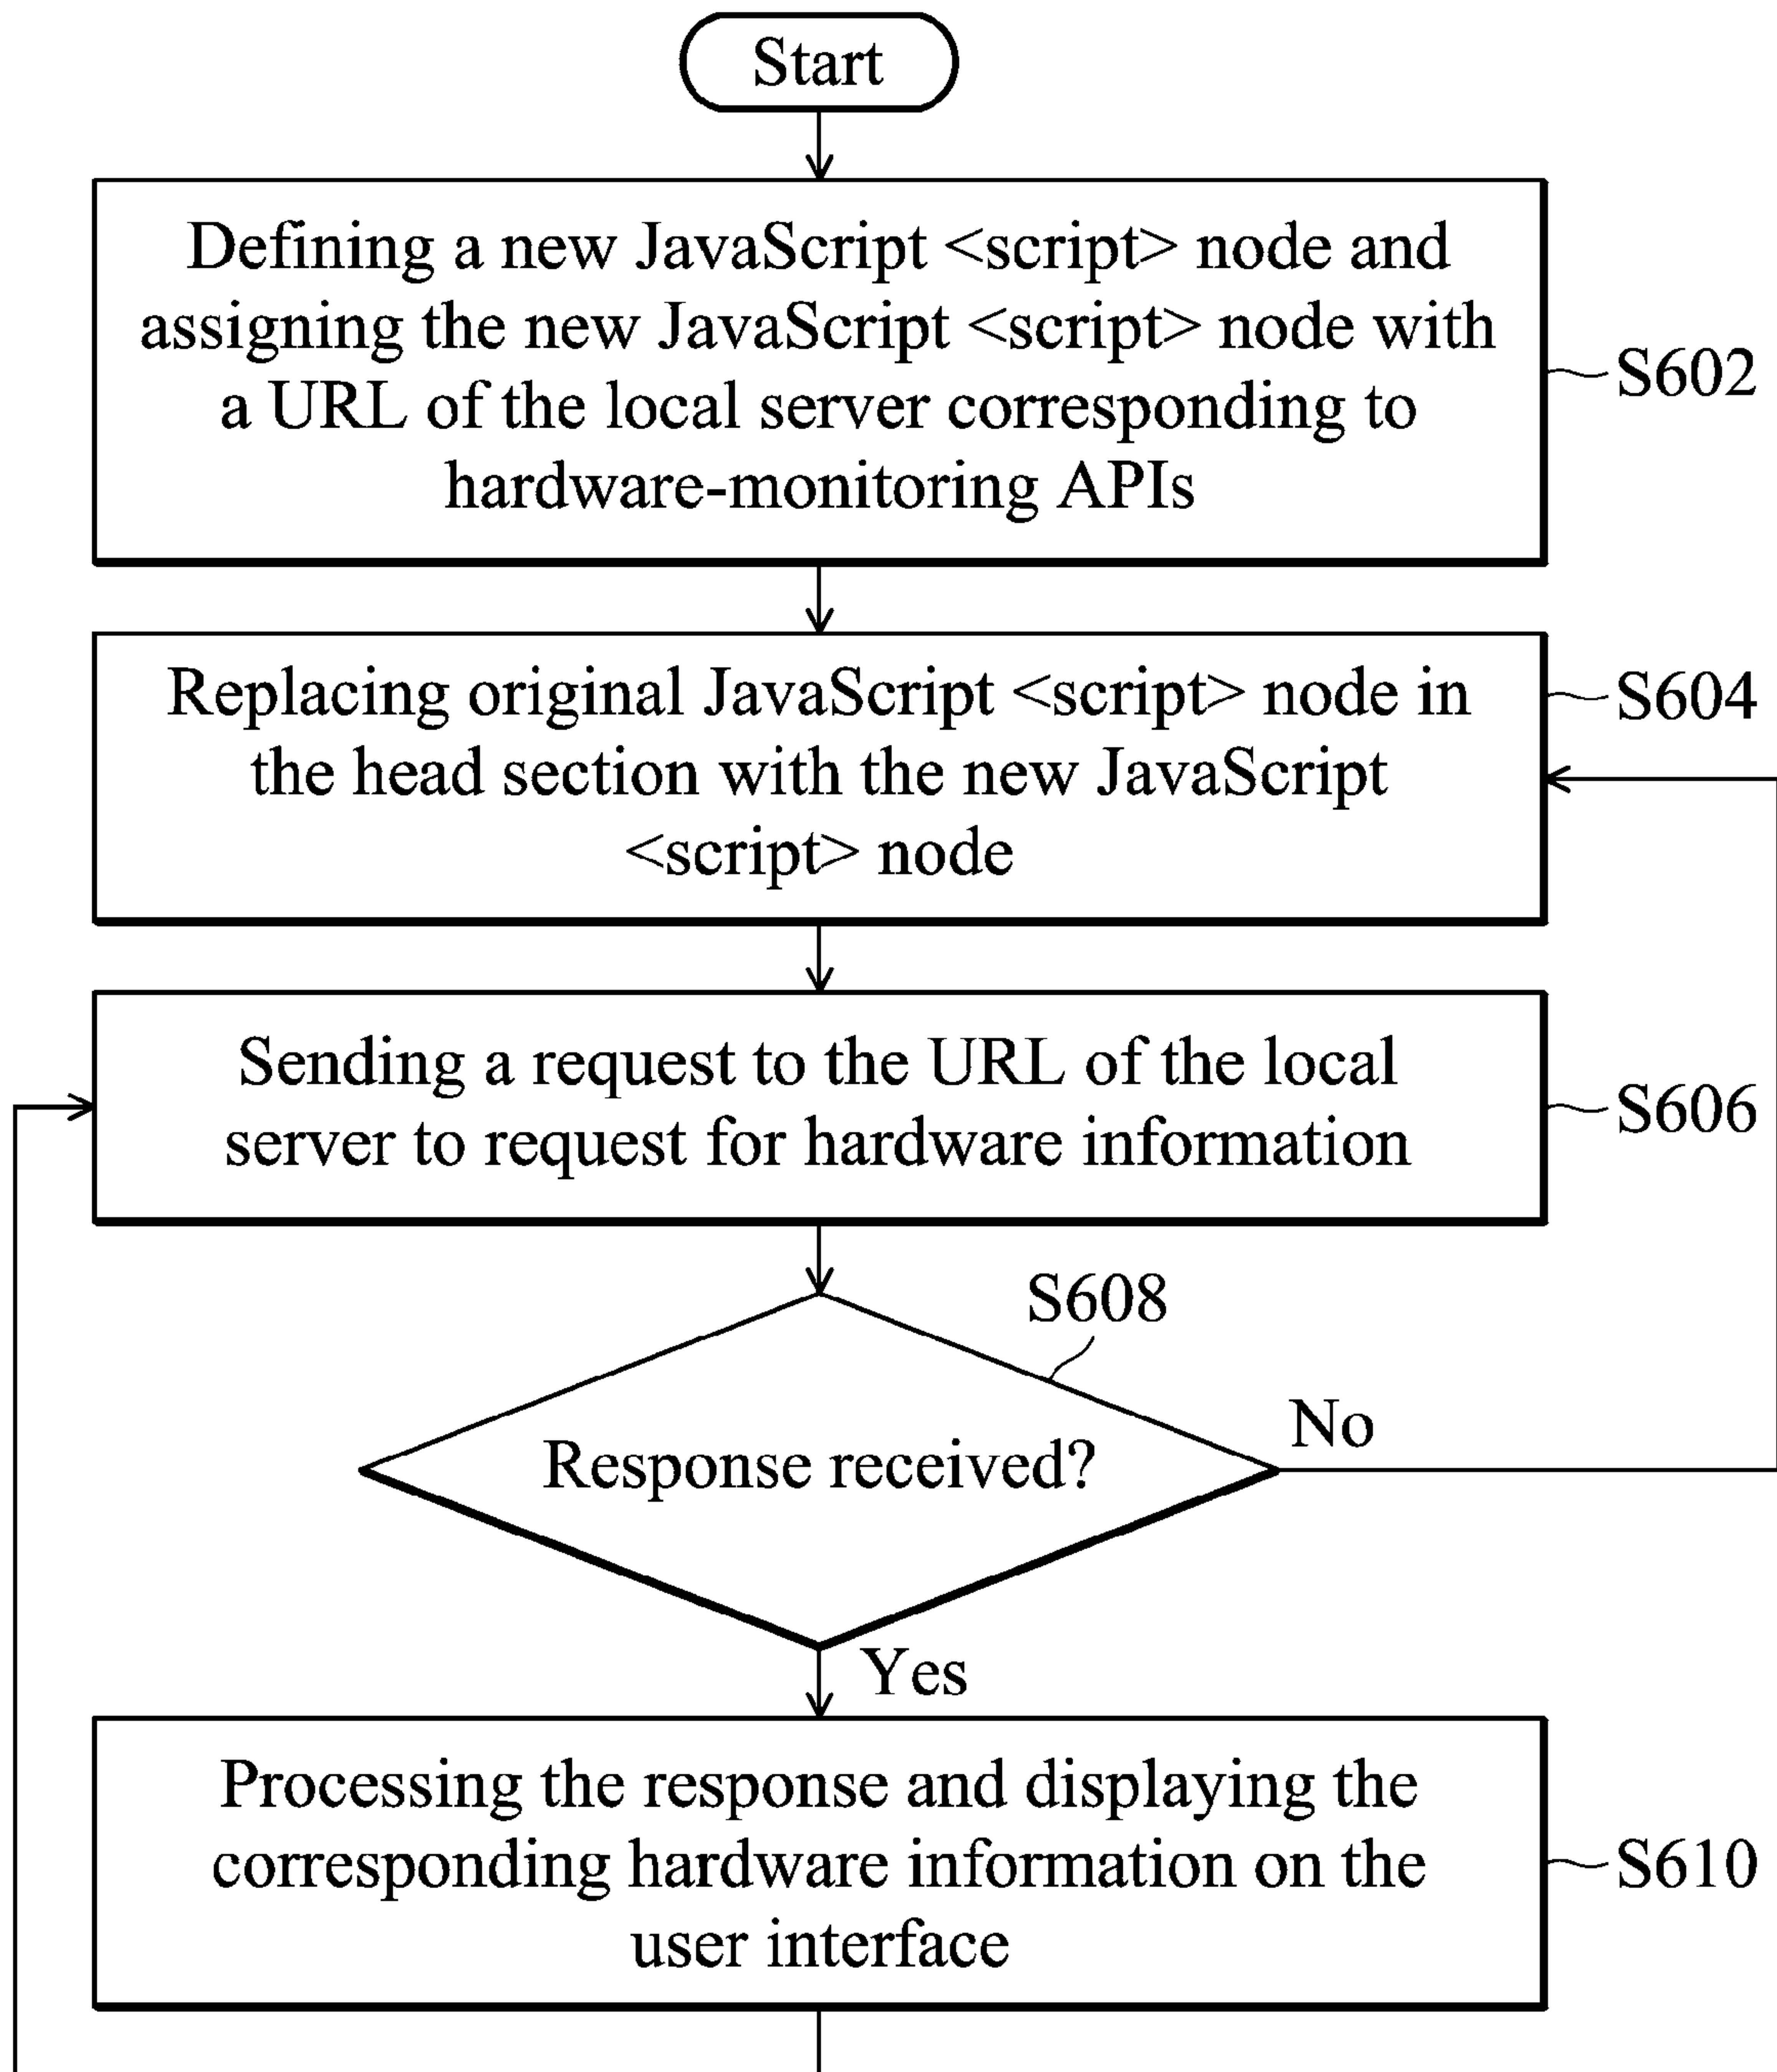 Start
Defining a new JavaScript <script> node and
assigning the new JavaScript <script> node with
a URL of the local server corresponding to
hardware-monitoring APIs
S602
Replacing original JavaScript <script> node in
the head section with the new JavaScript
<script> node
S604
Sending a request to the URL of the local
server to request for hardware information
S606
S608
Response received?
No
Yes
Processing the response and displaying the
corresponding hardware information on the
user interface
S610